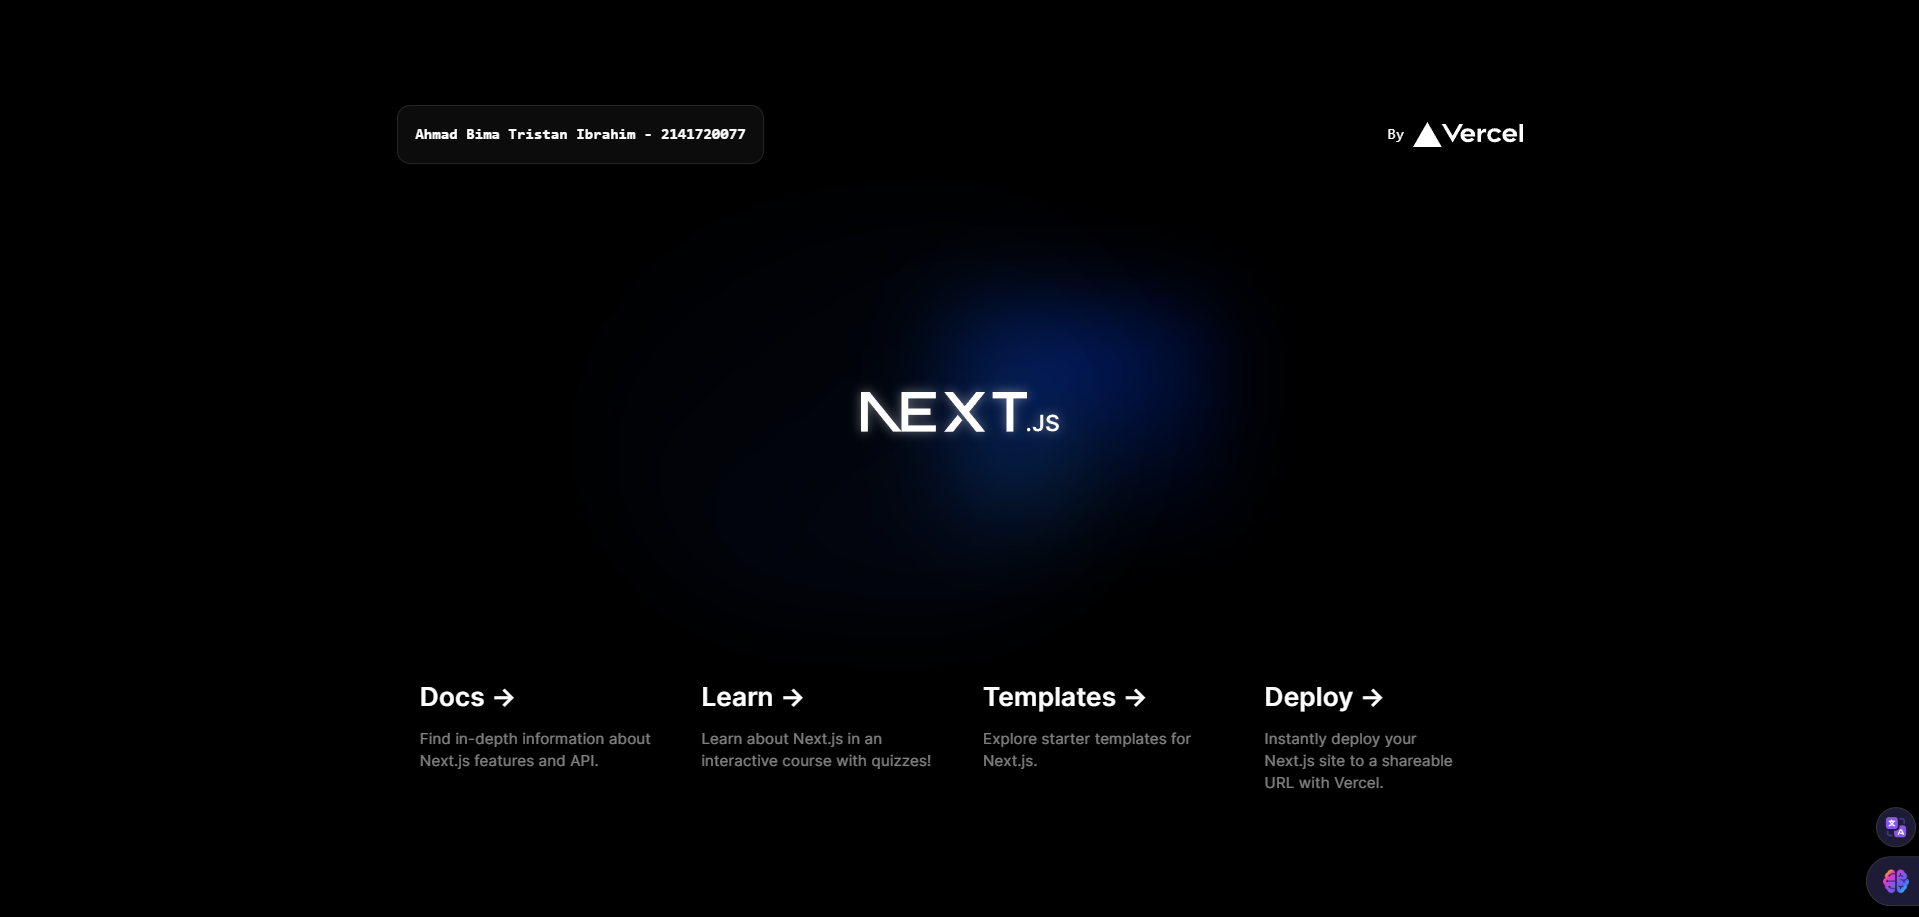 Ahmad Bima Tristan Ibrahim - 2141720077
By Vercel
NEXT.JS
Docs →
Find in-depth information about
Next.js features and API.
Learn →
Learn about Next.js in an
interactive course with quizzes!
Templates →
Explore starter templates for
Next.js.
Deploy →
Instantly deploy your
Next.js site to a shareable
URL with Vercel.
文
A